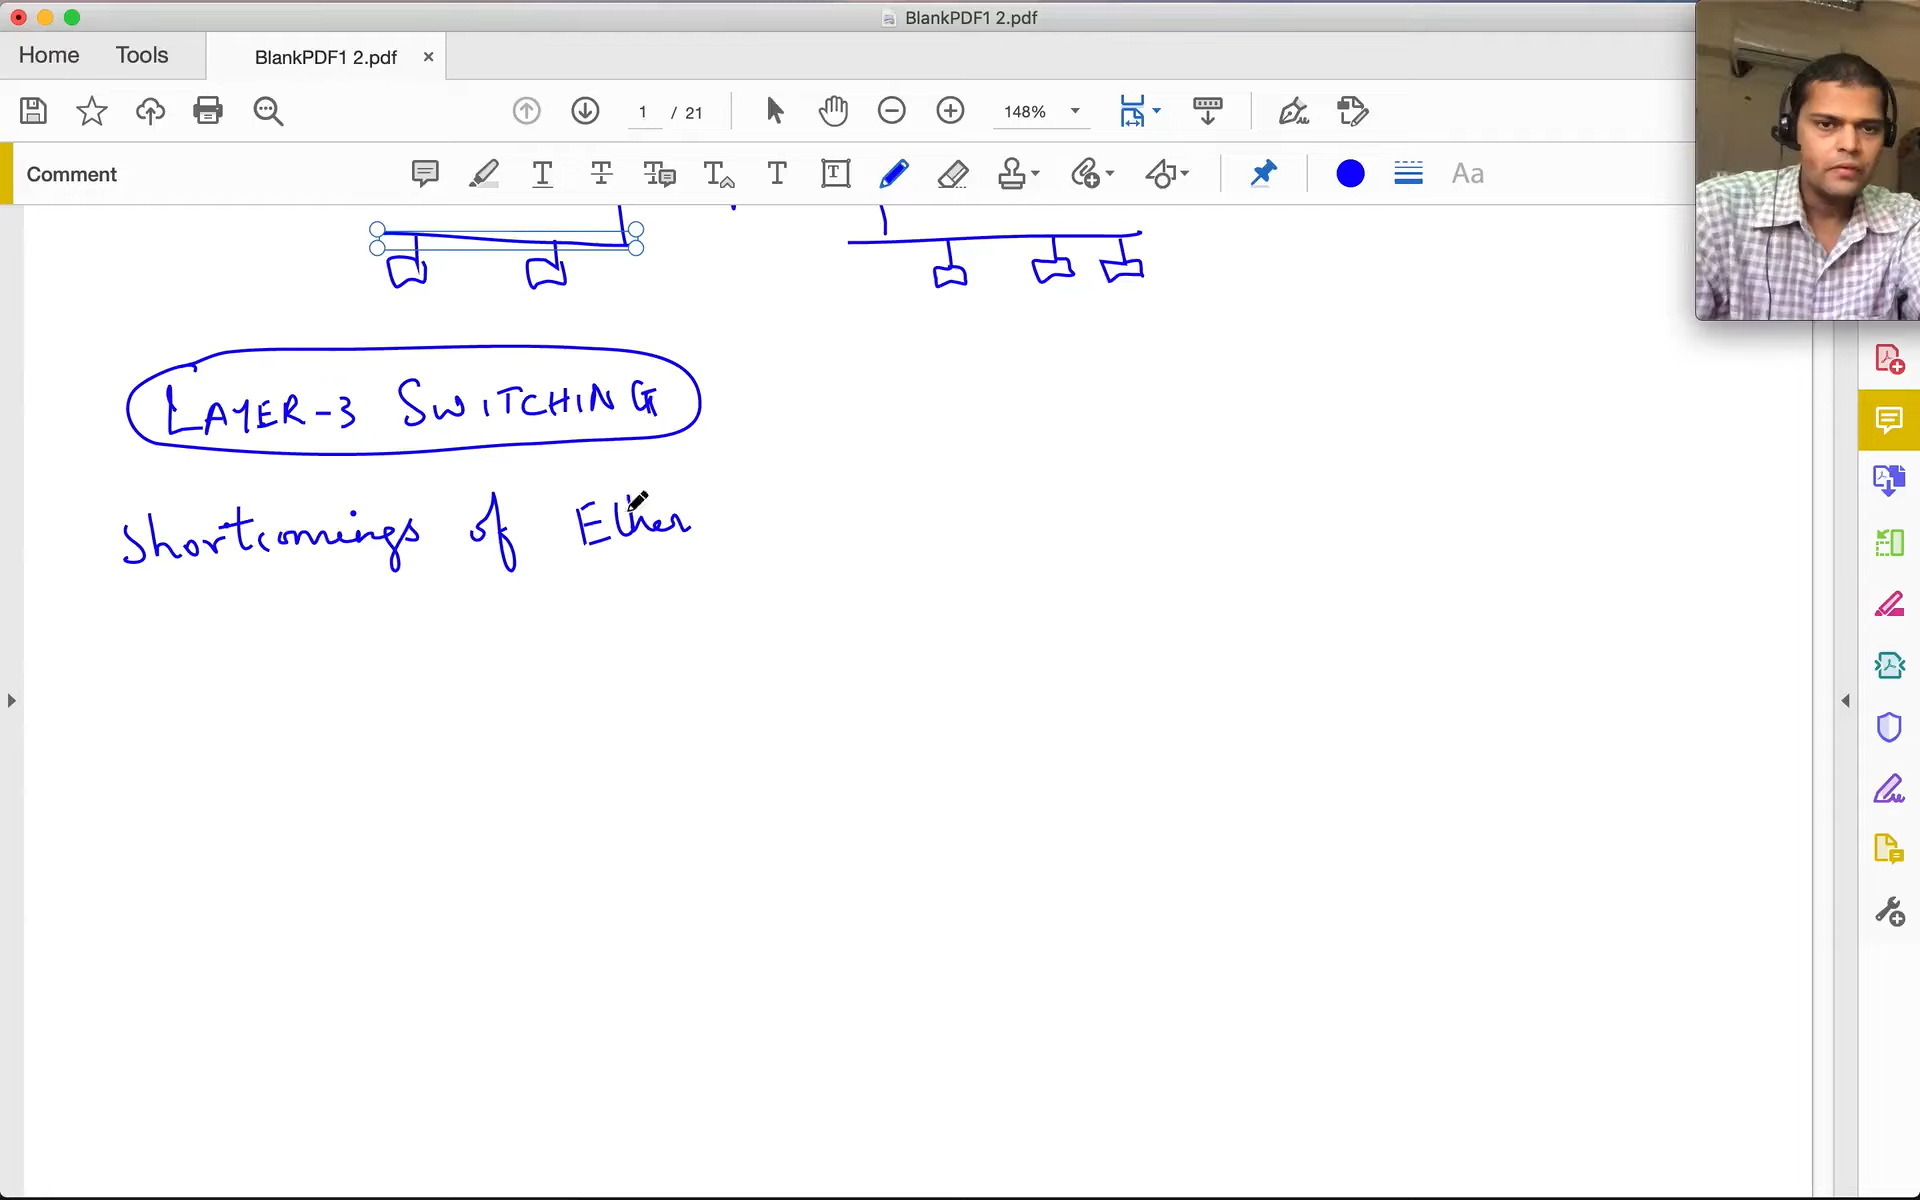 BlankPDF1 2.pdf
Home
Tools
BlankPDF1 2.pdf
1 / 21
148%
Comment
Aa
LAYER-3 SWITCHING
Shortcomings of Ether